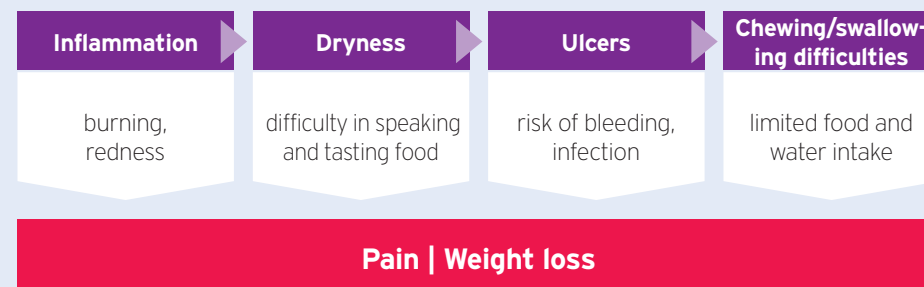 Inflammation
burning,
redness
Dryness
difficulty in speaking
and tasting food
Ulcers
risk of bleeding,
infection
Chewing/swallow-
ing difficulties
limited food and
water intake
Pain | Weight loss